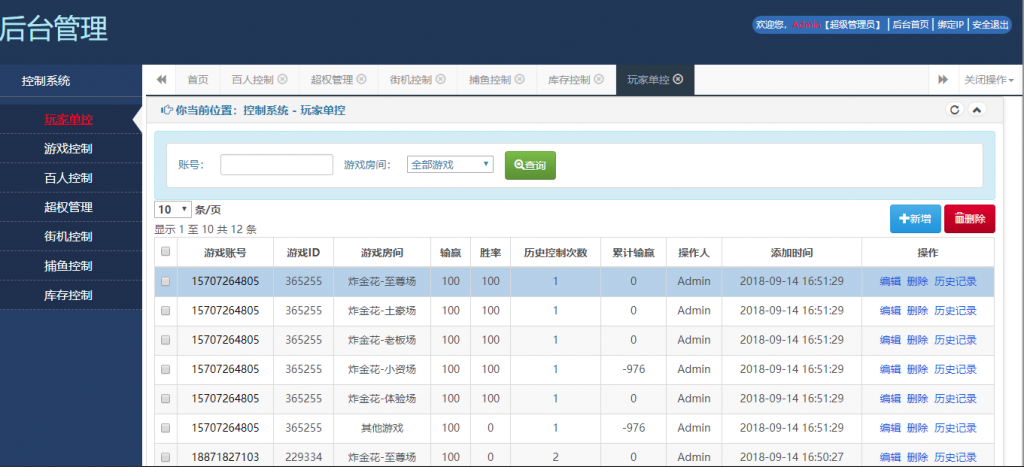 后台管理
欢迎您，Admin【超级管理员】 | 后台首页 | 绑定IP | 安全退出
控制系统
玩家单控
游戏控制
百人控制
超权管理
街机控制
捕鱼控制
库存控制
首页 百人控制 超权管理 街机控制 捕鱼控制 库存控制 玩家单控 关闭操作
你当前位置：控制系统 - 玩家单控
账号： 游戏房间： 全部游戏 查询
10 条/页
新增 删除
显示 1 至 10 共 12 条
游戏账号 游戏ID 游戏房间 输赢 胜率 历史控制次数 累计输赢 操作人 添加时间 操作
15707264805 365255 炸金花-至尊场 100 100 1 0 Admin 2018-09-14 16:51:29 编辑 删除 历史记录
15707264805 365255 炸金花-土豪场 100 100 1 0 Admin 2018-09-14 16:51:29 编辑 删除 历史记录
15707264805 365255 炸金花-老板场 100 100 1 0 Admin 2018-09-14 16:51:29 编辑 删除 历史记录
15707264805 365255 炸金花-小资场 100 100 1 -976 Admin 2018-09-14 16:51:29 编辑 删除 历史记录
15707264805 365255 炸金花-体验场 100 100 1 0 Admin 2018-09-14 16:51:29 编辑 删除 历史记录
15707264805 365255 其他游戏 100 0 1 -976 Admin 2018-09-14 16:51:29 编辑 删除 历史记录
18871827103 229334 炸金花-至尊场 100 0 2 0 Admin 2018-09-14 16:50:27 编辑 删除 历史记录